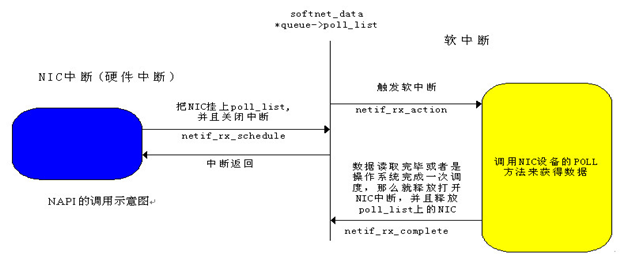 softnet_data
*queue->poll_list
软中断
NIC中断(硬件中断)
把NIC挂上poll_list,
并且关闭中断
netif_rx_schedule
中断返回
触发软中断
netif_rx_action
调用NIC设备的POLL
方法来获得数据
数据读取完毕或者是
操作系统完成一次调
度，那么就释放打开
NIC中断，并且释放
poll_list上的NIC
netif_rx_complete
NAPI的调用示意图